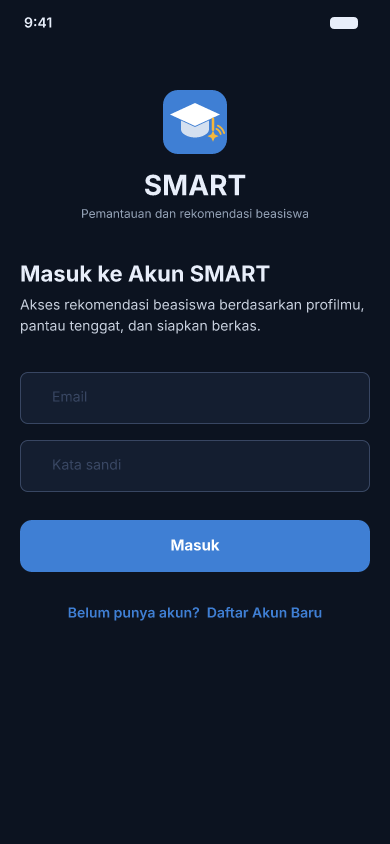 9:41
SMART
Pemantauan dan rekomendasi beasiswa
Masuk ke Akun SMART
Akses rekomendasi beasiswa berdasarkan profilmu,
pantau tenggat, dan siapkan berkas.
Email
Kata sandi
Masuk
Belum punya akun? Daftar Akun Baru